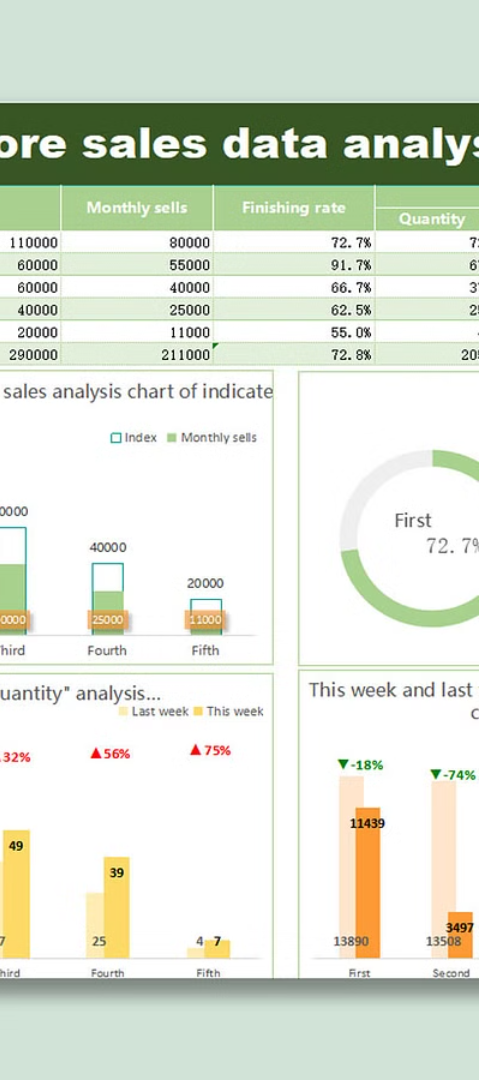 ore sales data analys
Monthly sells
Finishing rate
Quantity
110000 80000 72.7%
60000 55000 91.7%
60000 40000 66.7%
40000 25000 62.5%
20000 11000 55.0%
290000 211000 72.8%
sales analysis chart of indicate
Index Monthly sells
40000
20000
25000 11000
hird Fourth Fifth
First
72.7%
uantity" analysis...
Last week This week
32% ▲56% ▲75%
49
39
7 25 4 7
hird Fourth Fifth
This week and last
c
▼-18%
▼-74%
11439
3497
13890 13508
First Second